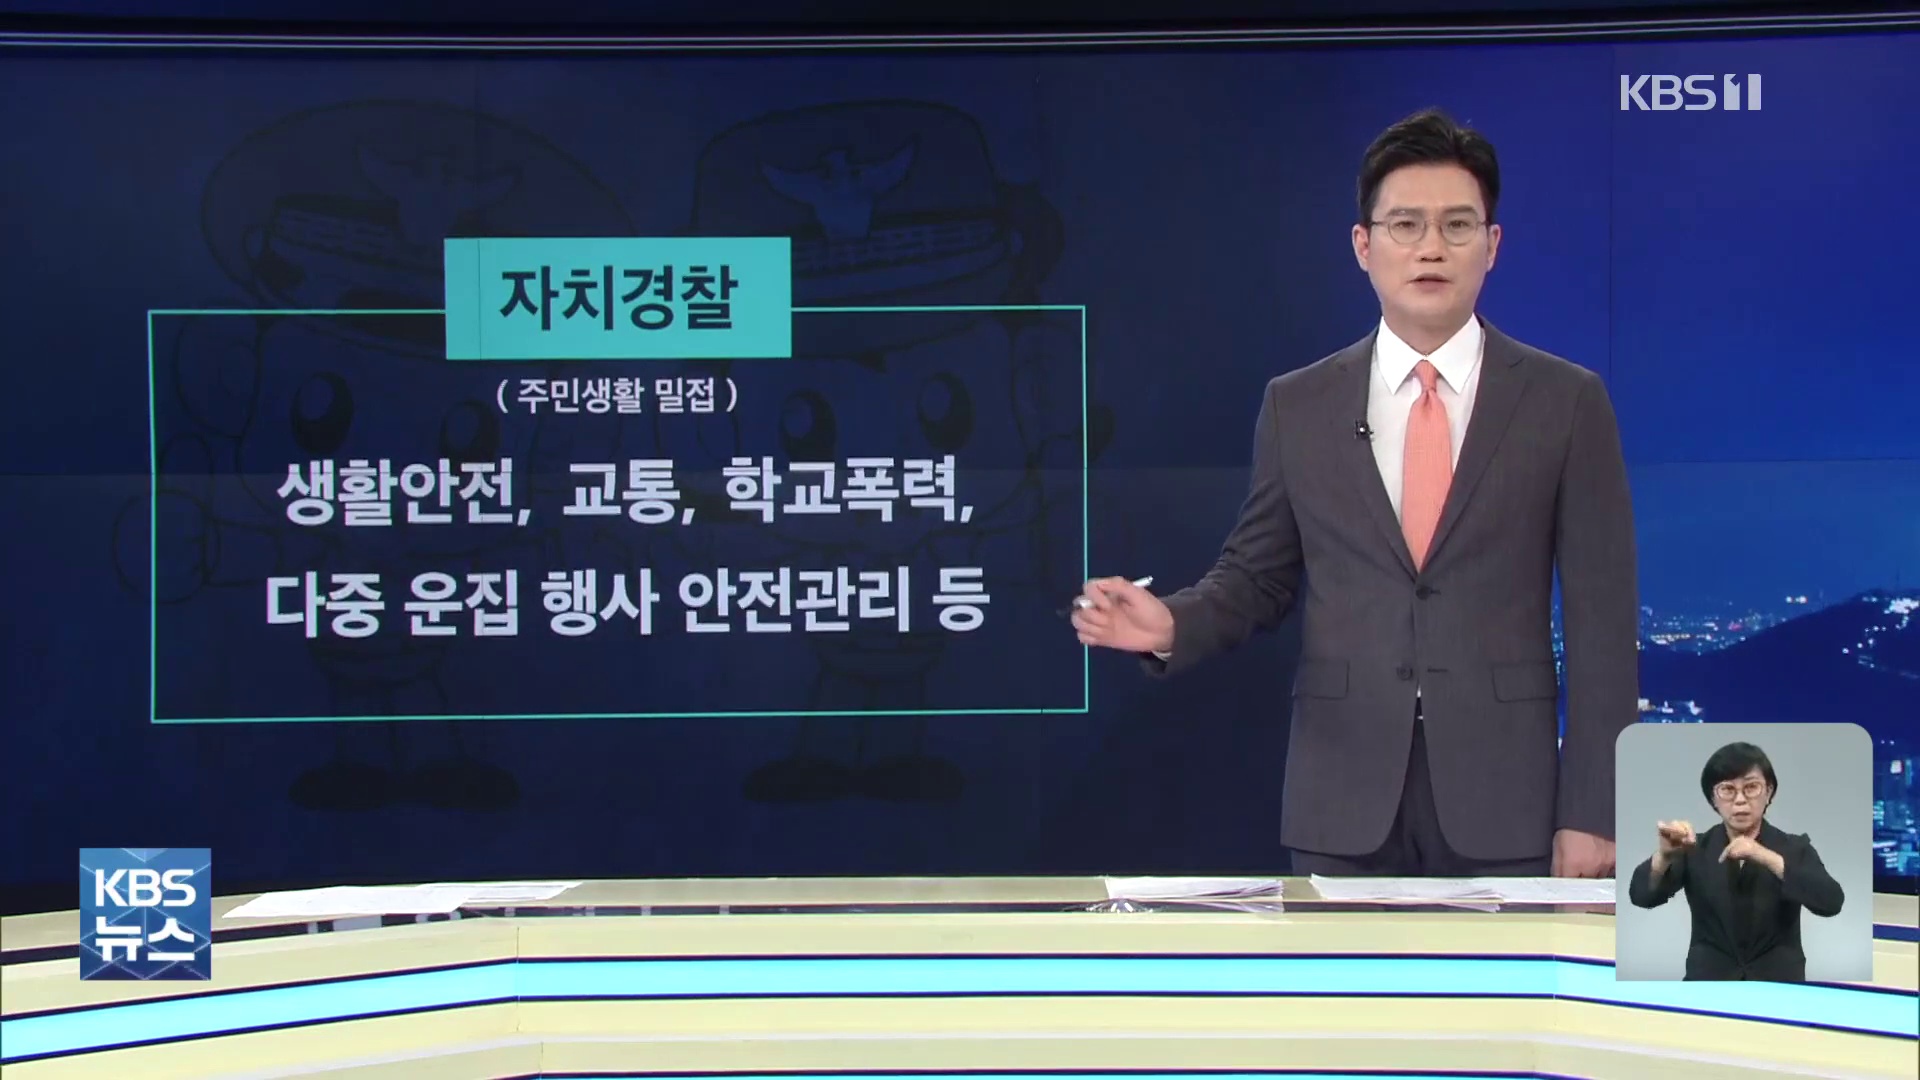 KBS1
자치경찰
( 주민생활 밀접 )
생활안전, 교통, 학교폭력,
다중 운집 행사 안전관리 등
KBS
뉴스